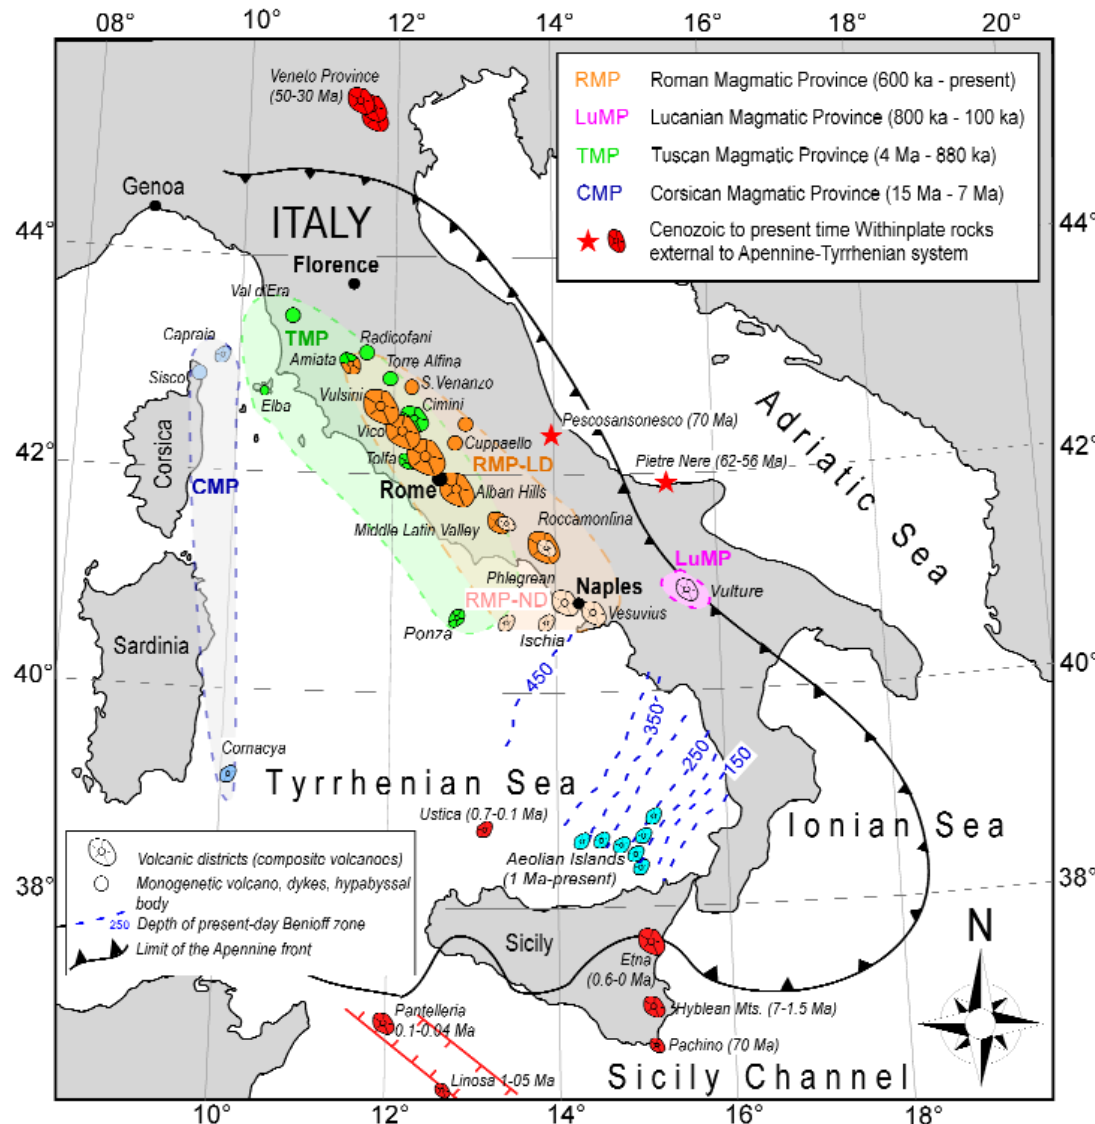 08°
10°
12°
14°
16°
18°
20°
Veneto Province
(50-30 Ma)
RMP Roman Magmatic Province (600 ka - present)
LuMP Lucanian Magmatic Province (800 ka - 100 ka)
TMP Tuscan Magmatic Province (4 Ma - 880 ka)
CMP Corsican Magmatic Province (15 Ma - 7 Ma)
Cenozoic to present time Withinplate rocks
external to Apennine-Tyrrhenian system
Genoa
ITALY
44°
44°
Florence
Val d'Era
TMP
Capraia
Radicofani
Amiata
Torre Alfina
Sisco
S.Venanzo
Vulsini
Elba
Cimini
Corsica
Vico
Cuppaello
Pescosansonesco (70 Ma)
Adriatic Sea
42°
42°
Tolfa
RMP-LD
Pietre Nere (62-56 Ma)
CMP
Rome
Alban Hills
Middle Latin Valley
Roccamonfina
LuMP
Phlegrean
Naples
Vulture
RMP-ND
Vesuvius
Ponza
Ischia
Sardinia
40°
40°
450
350
250
150
Cornacya
Tyrrhenian Sea
Ustica (0.7-0.1 Ma)
Ionian Sea
Aeolian Islands
(1 Ma-present)
Volcanic districts (composite volcanoes)
Monogenetic volcano, dykes, hypabyssal
body
250 Depth of present-day Benioff zone
Limit of the Apennine front
38°
38°
Sicily
Etna
(0.6-0 Ma)
N
Pantelleria
0.1-0.04 Ma
Hyblean Mts. (7-1.5 Ma)
Pachino (70 Ma)
Linosa 1-05 Ma
Sicily Channel
10°
12°
14°
16°
18°